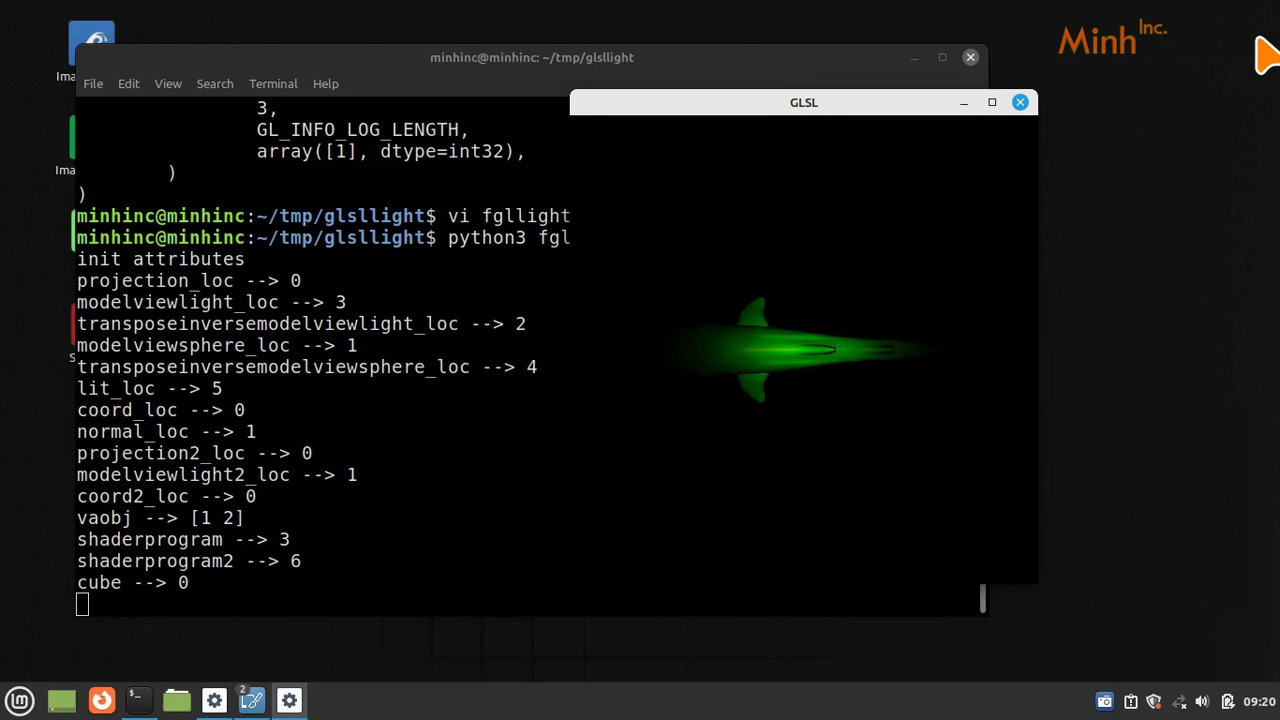 Minh Inc.
Ima
Ima
S
minhinc@minhinc: ~/tmp/glsllight
File Edit View Search Terminal Help
GLSL
3,
GL_INFO_LOG_LENGTH,
array([1], dtype=int32),
)
)
minhinc@minhinc:~/tmp/glsllight$ vi fgllight
minhinc@minhinc:~/tmp/glsllight$ python3 fgl
init attributes
projection_loc --> 0
modelviewlight_loc --> 3
transposeinversemodelviewlight_loc --> 2
modelviewsphere_loc --> 1
transposeinversemodelviewsphere_loc --> 4
lit_loc --> 5
coord_loc --> 0
normal_loc --> 1
projection2_loc --> 0
modelviewlight2_loc --> 1
coord2_loc --> 0
vaobj --> [1 2]
shaderprogram --> 3
shaderprogram2 --> 6
cube --> 0
2
09:20